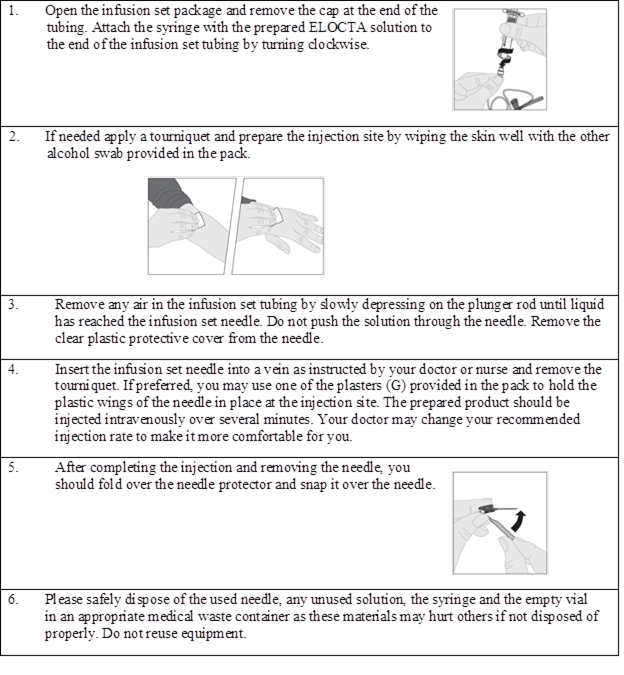 1. Open the infusion set package and remove the cap at the end of the
tubing. Attach the syringe with the prepared ELOCTA solution to
the end of the infusion set tubing by turning clockwise.
2. If needed apply a tourniquet and prepare the injection site by wiping the skin well with the other
alcohol swab provided in the pack.
3. Remove any air in the infusion set tubing by slowly depressing on the plunger rod until liquid
has reached the infusion set needle. Do not push the solution through the needle. Remove the
clear plastic protective cover from the needle.
4. Insert the infusion set needle into a vein as instructed by your doctor or nurse and remove the
tourniquet. If preferred, you may use one of the plasters (G) provided in the pack to hold the
plastic wings of the needle in place at the injection site. The prepared product should be
injected intravenously over several minutes. Your doctor may change your recommended
injection rate to make it more comfortable for you.
5. After completing the injection and removing the needle, you
should fold over the needle protector and snap it over the needle.
6. Please safely dispose of the used needle, any unused solution, the syringe and the empty vial
in an appropriate medical waste container as these materials may hurt others if not disposed of
properly. Do not reuse equipment.